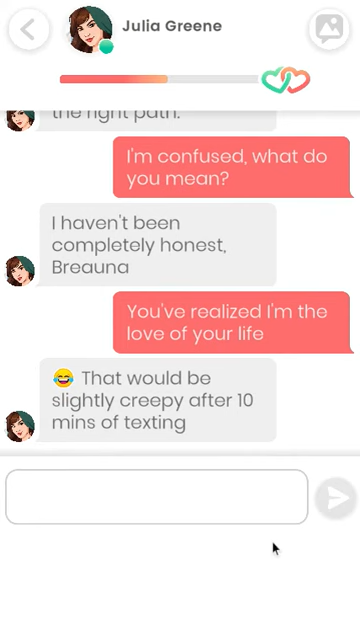 Julia Greene
the right path.
I'm confused, what do
you mean?
I haven't been
completely honest,
Breauna
You've realized I'm the
love of your life
😂 That would be
slightly creepy after 10
mins of texting